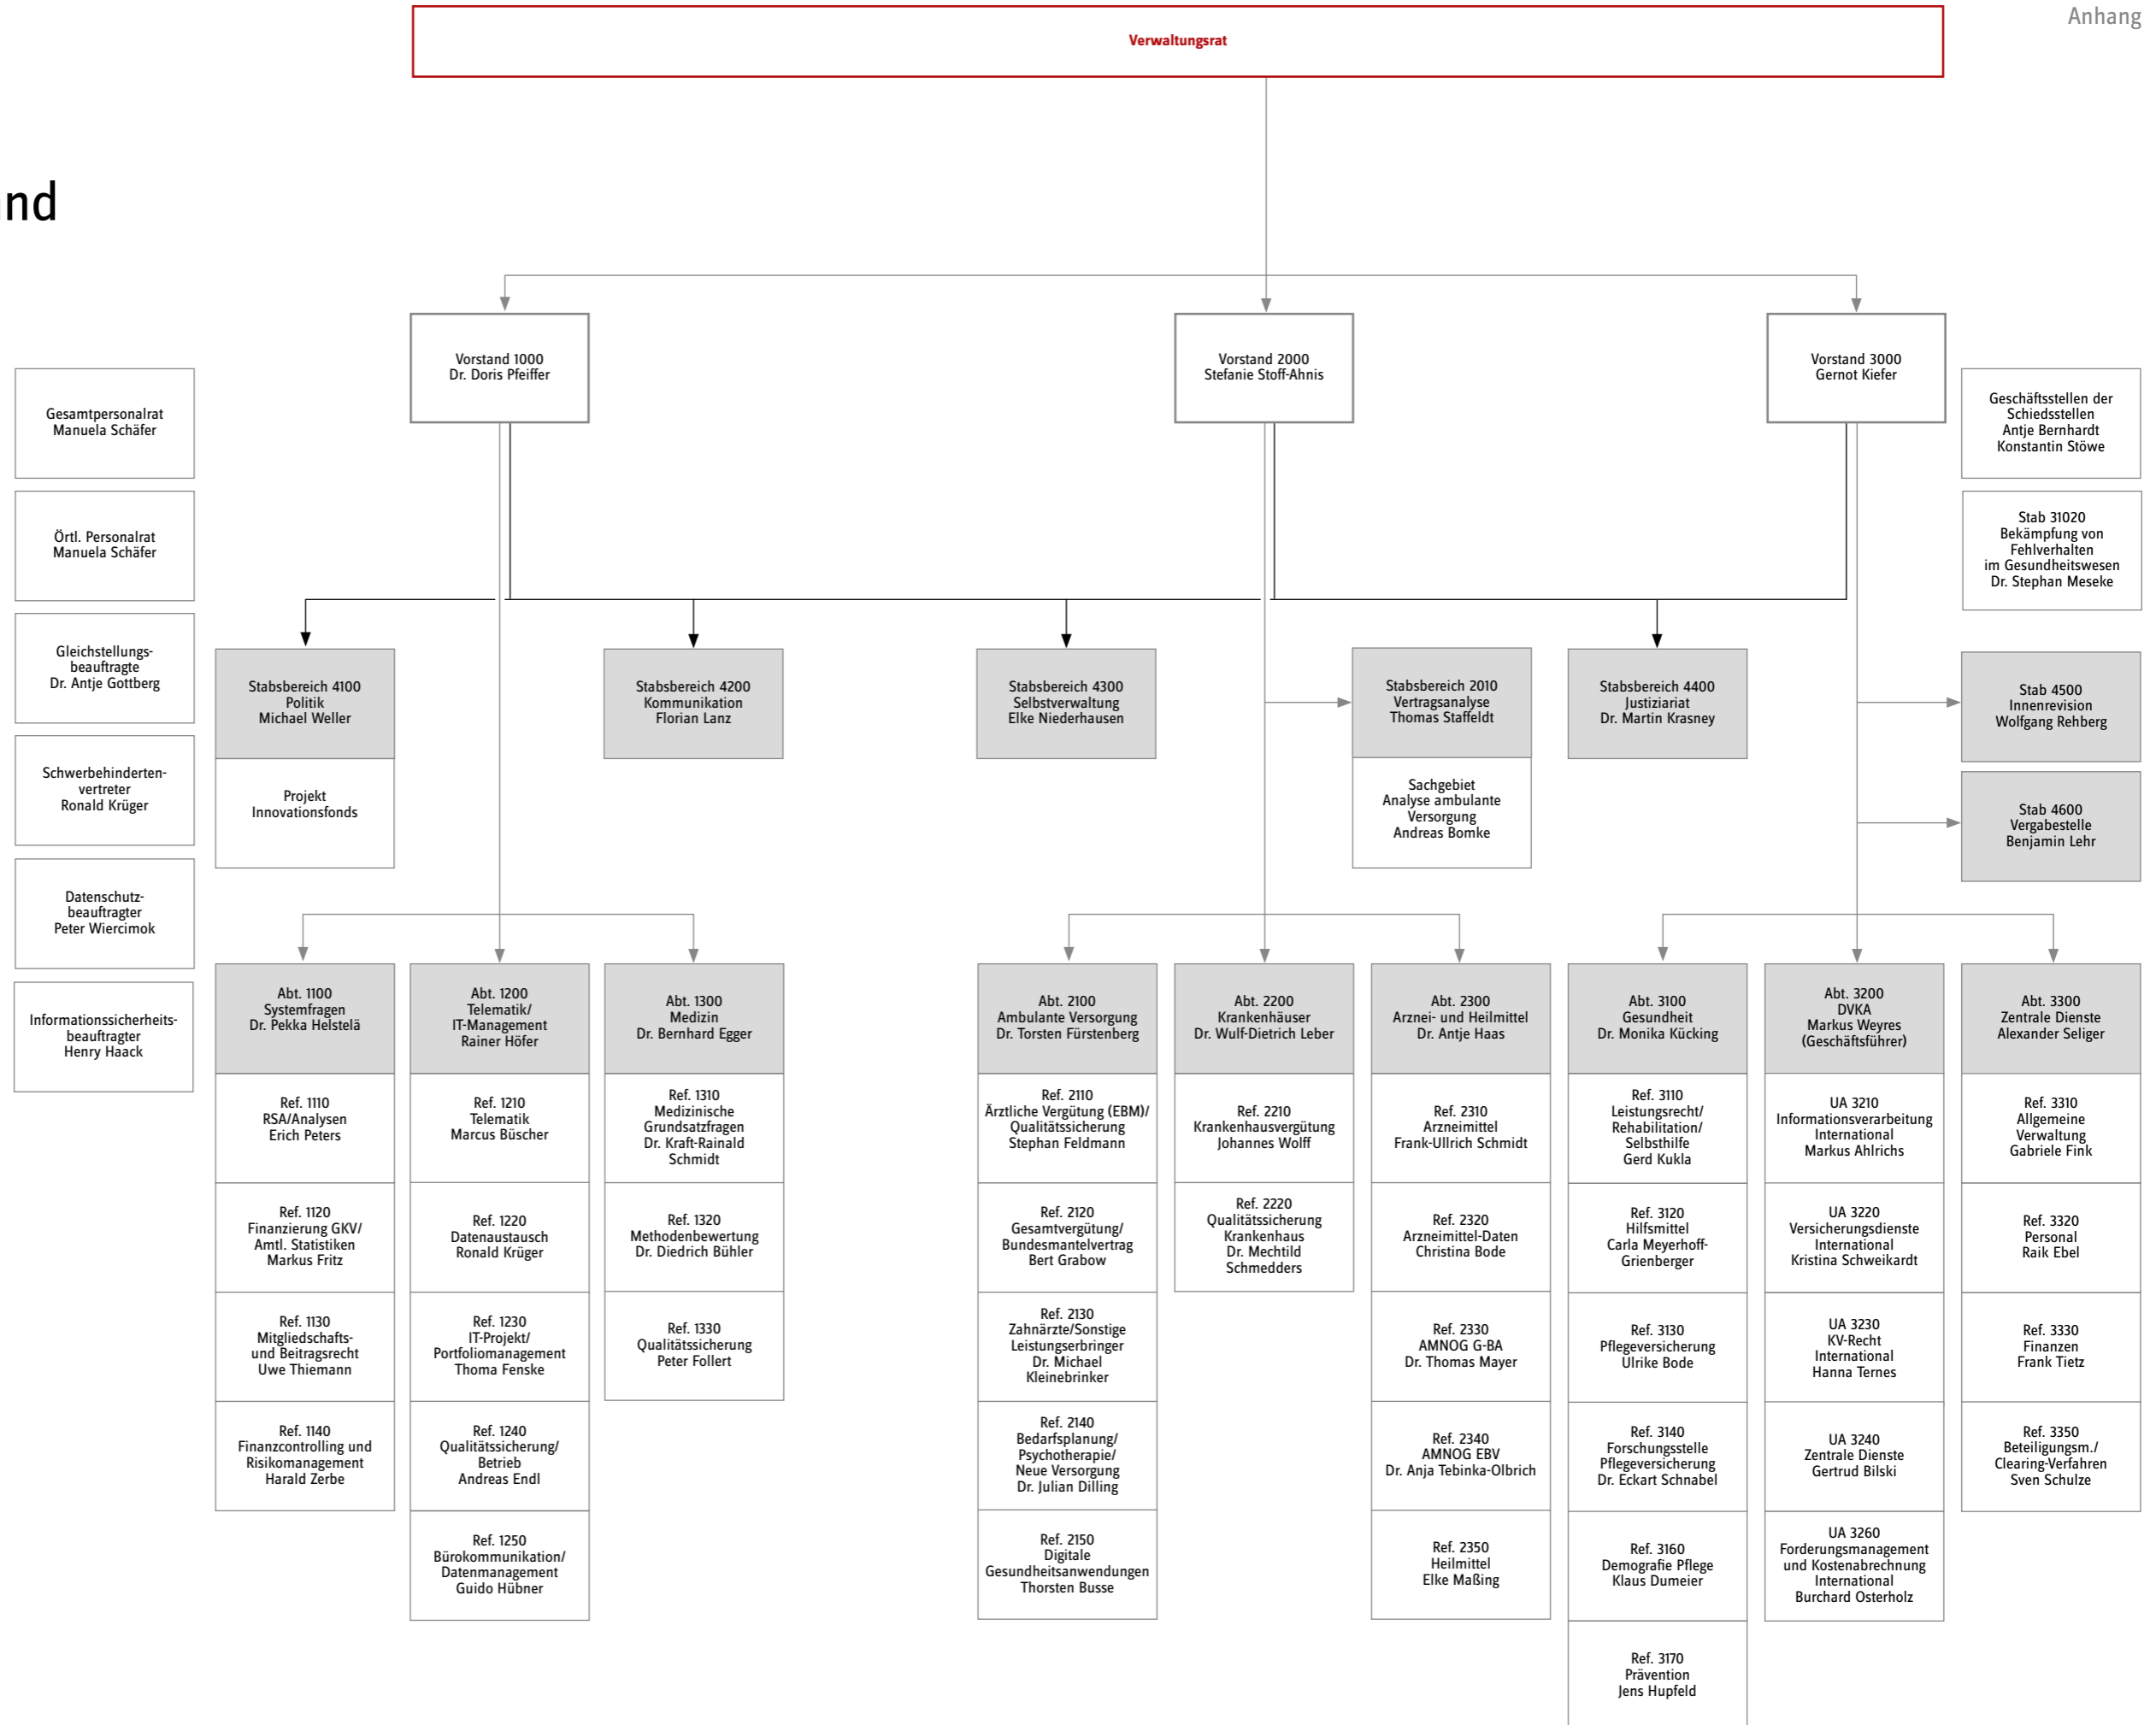 Anhang
Verwaltungsrat
nd
Vorstand 1000
Dr. Doris Pfeiffer
Vorstand 2000
Stefanie Stoff-Ahnis
Vorstand 3000
Gernot Kiefer
Gesamtpersonalrat
Manuela Schäfer
Örtl. Personalrat
Manuela Schäfer
Gleichstellungs-
beauftragte
Dr. Antje Gottberg
Schwerbehinderten-
vertreter
Ronald Krüger
Datenschutz-
beauftragter
Peter Wiercimok
Informationssicherheits-
beauftragter
Henry Haack
Geschäftsstellen der
Schiedsstellen
Antje Bernhardt
Konstantin Stöwe
Stab 31020
Bekämpfung von
Fehlverhalten
im Gesundheitswesen
Dr. Stephan Meseke
Stabsbereich 4100
Politik
Michael Weller
Projekt
Innovationsfonds
Stabsbereich 4200
Kommunikation
Florian Lanz
Stabsbereich 4300
Selbstverwaltung
Elke Niederhausen
Stabsbereich 2010
Vertragsanalyse
Thomas Staffeldt
Sachgebiet
Analyse ambulante
Versorgung
Andreas Bomke
Stabsbereich 4400
Justiziariat
Dr. Martin Krasney
Stab 4500
Innenrevision
Wolfgang Rehberg
Stab 4600
Vergabestelle
Benjamin Lehr
Abt. 1100
Systemfragen
Dr. Pekka Helstelä
Ref. 1110
RSA/Analysen
Erich Peters
Ref. 1120
Finanzierung GKV/
Amtl. Statistiken
Markus Fritz
Ref. 1130
Mitgliedschafts-
und Beitragsrecht
Uwe Thiemann
Ref. 1140
Finanzcontrolling und
Risikomanagement
Harald Zerbe
Abt. 1200
Telematik/
IT-Management
Rainer Höfer
Ref. 1210
Telematik
Marcus Büscher
Ref. 1220
Datenaustausch
Ronald Krüger
Ref. 1230
IT-Projekt/
Portfoliomanagement
Thoma Fenske
Ref. 1240
Qualitätssicherung/
Betrieb
Andreas Endl
Ref. 1250
Bürokommunikation/
Datenmanagement
Guido Hübner
Abt. 1300
Medizin
Dr. Bernhard Egger
Ref. 1310
Medizinische
Grundsatzfragen
Dr. Kraft-Rainald
Schmidt
Ref. 1320
Methodenbewertung
Dr. Diedrich Bühler
Ref. 1330
Qualitätssicherung
Peter Follert
Abt. 2100
Ambulante Versorgung
Dr. Torsten Fürstenberg
Ref. 2110
Ärztliche Vergütung (EBM)/
Qualitätssicherung
Stephan Feldmann
Ref. 2120
Gesamtvergütung/
Bundesmantelvertrag
Bert Grabow
Ref. 2130
Zahnärzte/Sonstige
Leistungserbringer
Dr. Michael
Kleinebrinker
Ref. 2140
Bedarfsplanung/
Psychotherapie/
Neue Versorgung
Dr. Julian Dilling
Ref. 2150
Digitale
Gesundheitsanwendungen
Thorsten Busse
Abt. 2200
Krankenhäuser
Dr. Wulf-Dietrich Leber
Ref. 2210
Krankenhausvergütung
Johannes Wolff
Ref. 2220
Qualitätssicherung
Krankenhaus
Dr. Mechtild
Schmedders
Abt. 2300
Arznei- und Heilmittel
Dr. Antje Haas
Ref. 2310
Arzneimittel
Frank-Ullrich Schmidt
Ref. 2320
Arzneimittel-Daten
Christina Bode
Ref. 2330
AMNOG G-BA
Dr. Thomas Mayer
Ref. 2340
AMNOG EBV
Dr. Anja Tebinka-Olbrich
Ref. 2350
Heilmittel
Elke Maßing
Abt. 3100
Gesundheit
Dr. Monika Kücking
Ref. 3110
Leistungsrecht/
Rehabilitation/
Selbsthilfe
Gerd Kukla
Ref. 3120
Hilfsmittel
Carla Meyerhoff-
Grienberger
Ref. 3130
Pflegeversicherung
Ulrike Bode
Ref. 3140
Forschungsstelle
Pflegeversicherung
Dr. Eckart Schnabel
Ref. 3160
Demografie Pflege
Klaus Dumeier
Ref. 3170
Prävention
Jens Hupfeld
Abt. 3200
DVKA
Markus Weyres
(Geschäftsführer)
UA 3210
Informationsverarbeitung
International
Markus Ahlrichs
UA 3220
Versicherungsdienste
International
Kristina Schweikardt
UA 3230
KV-Recht
International
Hanna Ternes
UA 3240
Zentrale Dienste
Gertrud Bilski
UA 3260
Forderungsmanagement
und Kostenabrechnung
International
Burchard Osterholz
Abt. 3300
Zentrale Dienste
Alexander Seliger
Ref. 3310
Allgemeine
Verwaltung
Gabriele Fink
Ref. 3320
Personal
Raik Ebel
Ref. 3330
Finanzen
Frank Tietz
Ref. 3350
Beteiligungsm./
Clearing-Verfahren
Sven Schulze